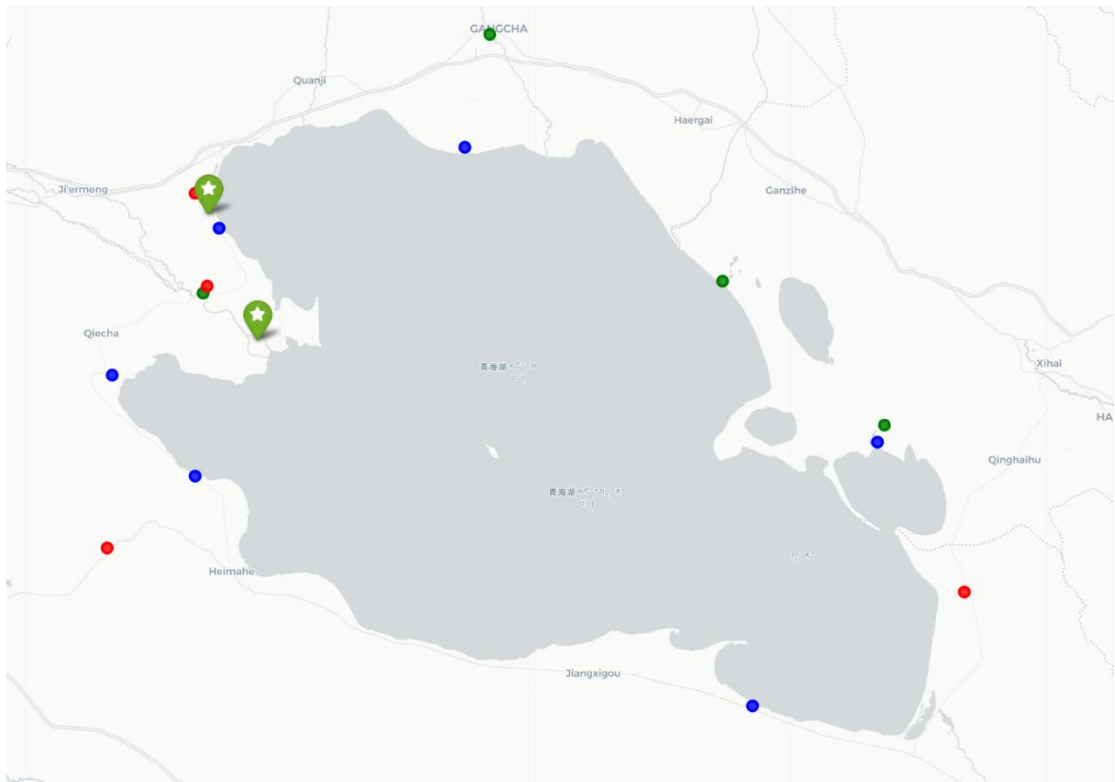 GANGCHA
Quanji
Haergai
Ji'ermeng
Ganzihe
Qiecha
Xihai
青海湖
HA
Qinghaihu
青海湖
Heimahe
Jiangxigou